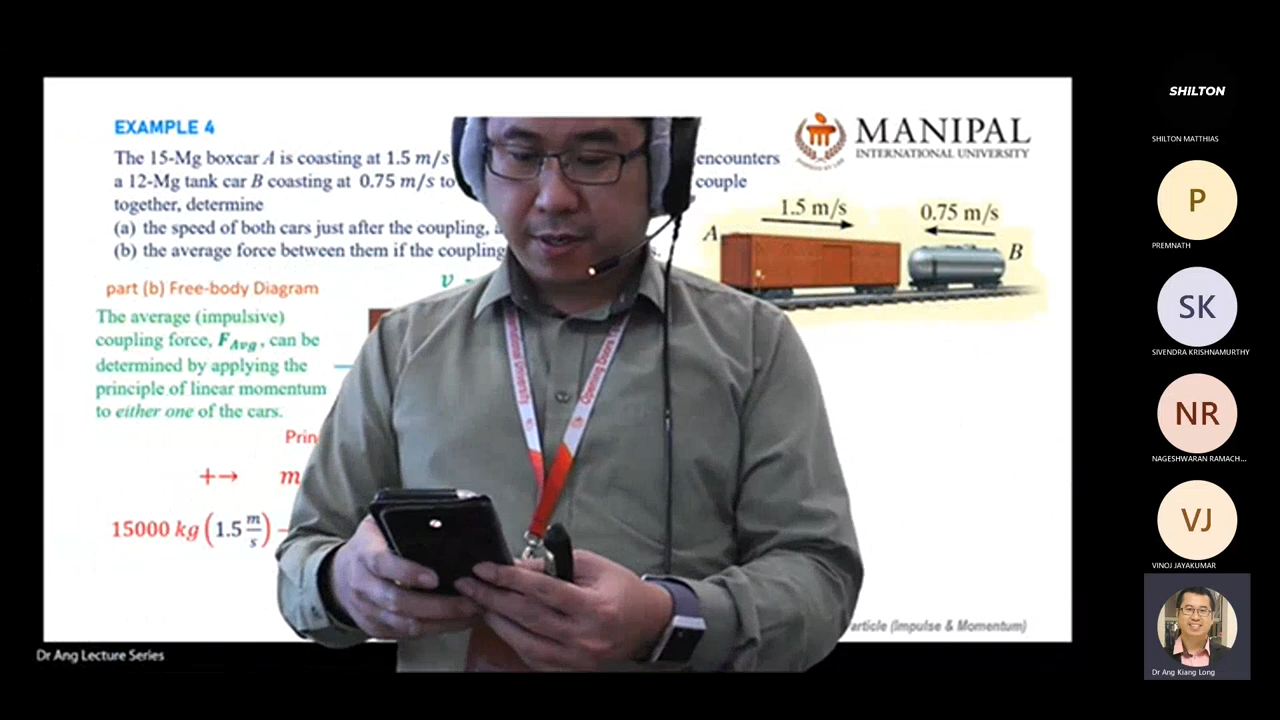 EXAMPLE 4
The 15-Mg boxcar A is coasting at 1.5 m/s encounters
a 12-Mg tank car B coasting at 0.75 m/s to couple
together, determine
(a) the speed of both cars just after the coupling,
(b) the average force between them if the coupling
MANIPAL
INTERNATIONAL UNIVERSITY
1.5 m/s
0.75 m/s
A
B
part (b) Free-body Diagram
The average (impulsive)
coupling force, F_Avg, can be
determined by applying the
principle of linear momentum
to either one of the cars.
+→ m
15000 kg (1.5 m/s) −
(Impulse & Momentum)
Dr Ang Lecture Series
SHILTON
SHILTON MATTHIAS
P
PREMNATH
SK
SIVENDRA KRISHNAMURTHY
NR
NAGESHWARAN RAMACH...
VJ
VINOJ JAYAKUMAR
Dr Ang Kiang Long